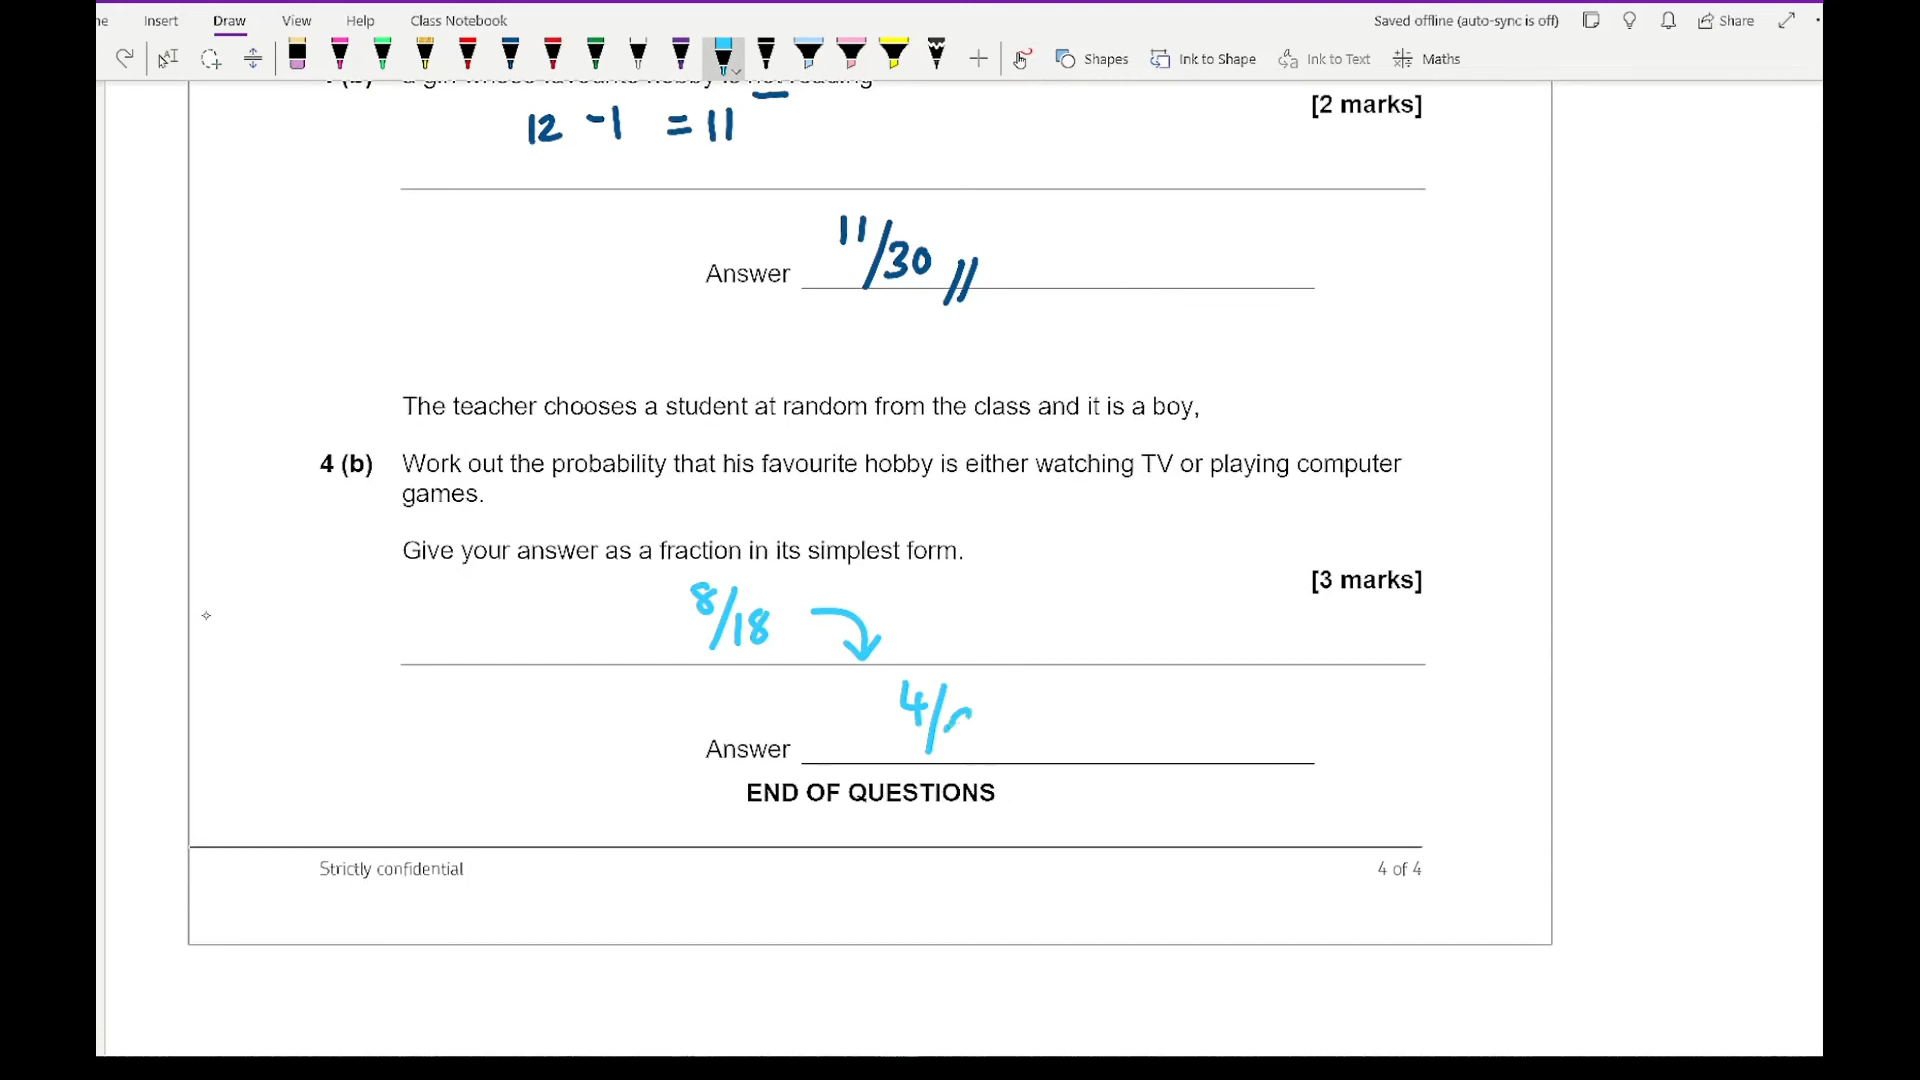 Insert Draw View Help Class Notebook Saved offline (auto-sync is off) Share
Shapes Ink to Shape Ink to Text Maths
[2 marks]
12 -1 = 11
Answer 11/30
The teacher chooses a student at random from the class and it is a boy,
4 (b) Work out the probability that his favourite hobby is either watching TV or playing computer
games.
Give your answer as a fraction in its simplest form.
[3 marks]
8/18
4/
Answer
END OF QUESTIONS
Strictly confidential 4 of 4